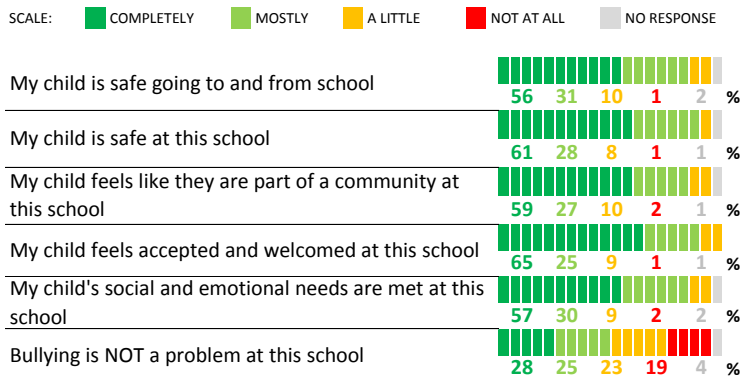 SCALE: COMPLETELY MOSTLY A LITTLE NOT AT ALL NO RESPONSE
My child is safe going to and from school
56 31 10 1 2 %
My child is safe at this school
61 28 8 1 1 %
My child feels like they are part of a community at
this school
59 27 10 2 1 %
My child feels accepted and welcomed at this school
65 25 9 1 1 %
My child's social and emotional needs are met at this
school
57 30 9 2 2 %
Bullying is NOT a problem at this school
28 25 23 19 4 %